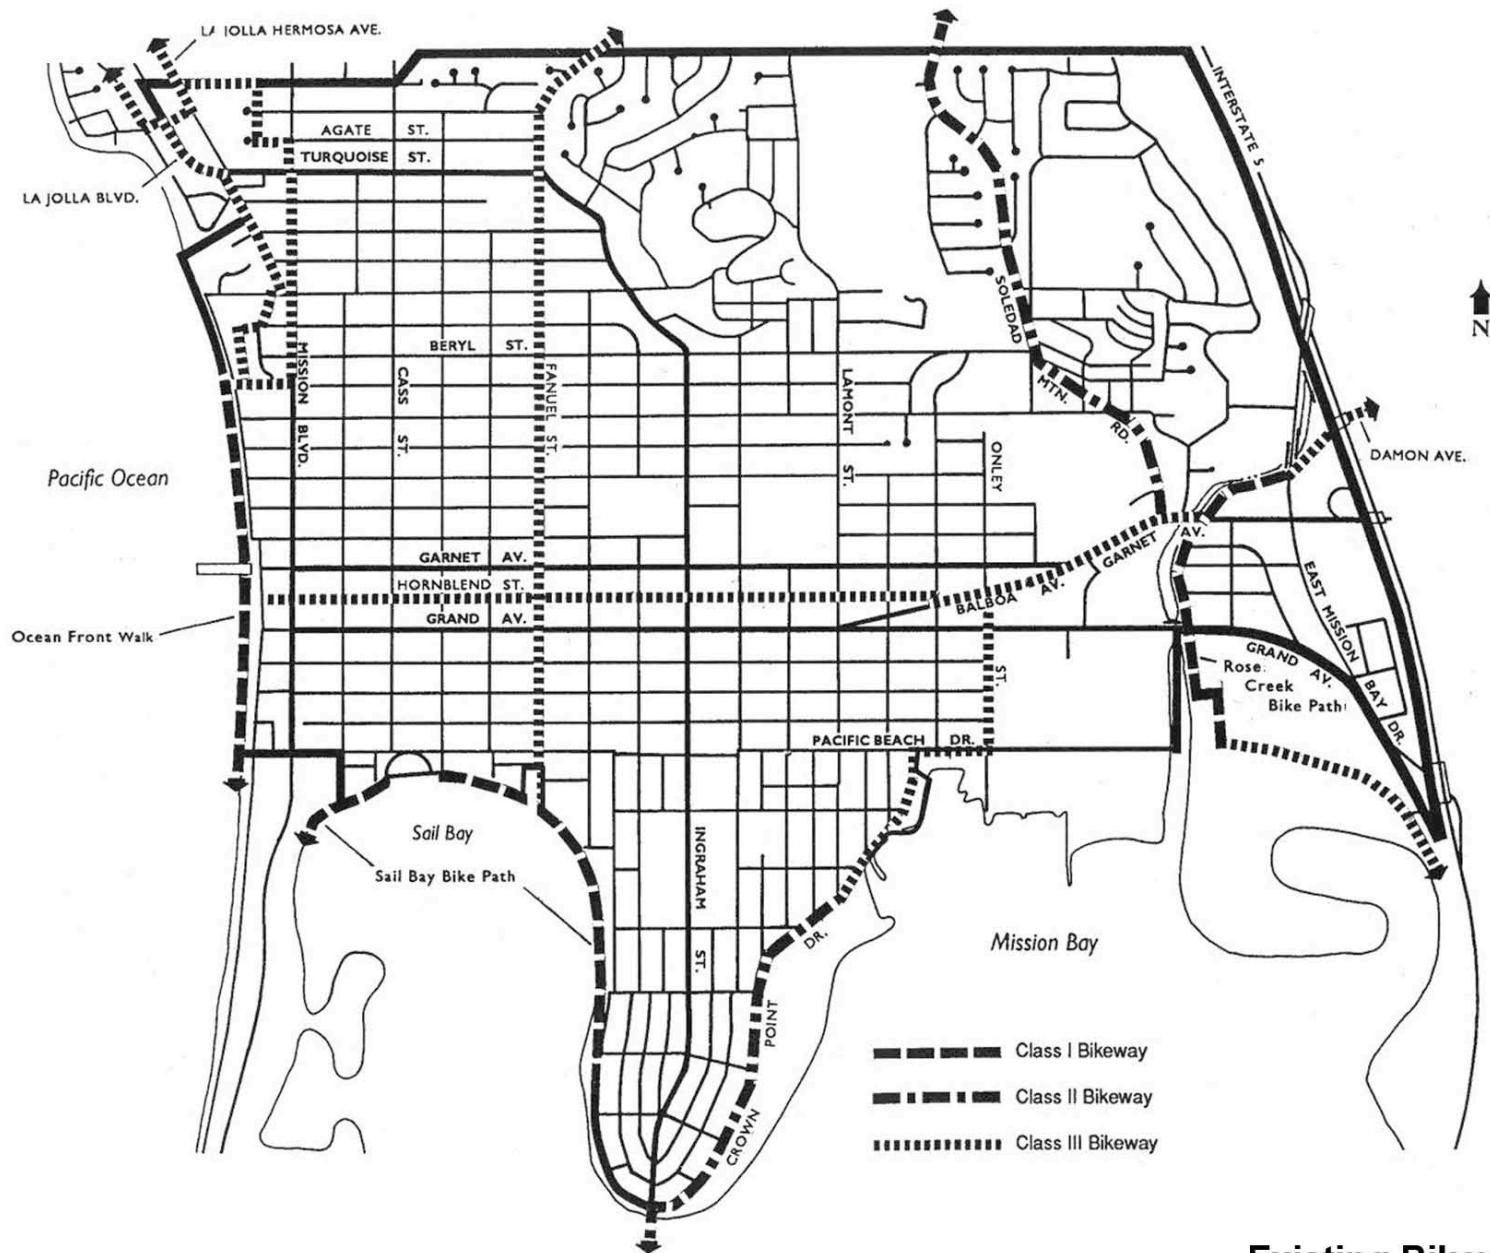 LA JOLLA HERMOSA AVE.
INTERSTATE 5
AGATE ST.
TURQUOISE ST.
LA JOLLA BLVD.
N
SOLEDAD
MTN.
RD.
BERYL ST.
MISSION BLVD.
CASS ST.
FANUEL ST.
LAMONT ST.
ONLEY
ST.
DAMON AVE.
Pacific Ocean
GARNET AV.
GARNET AV.
HORNBLEND ST.
BALBOA AV.
GRAND AV.
EAST MISSION
BAY
DR.
Ocean Front Walk
GRAND AV.
Rose
Creek
Bike Path
PACIFIC BEACH DR.
Sail Bay
INGRAHAM ST.
Sail Bay Bike Path
DR.
POINT
CROWN
Mission Bay
Class I Bikeway
Class II Bikeway
Class III Bikeway